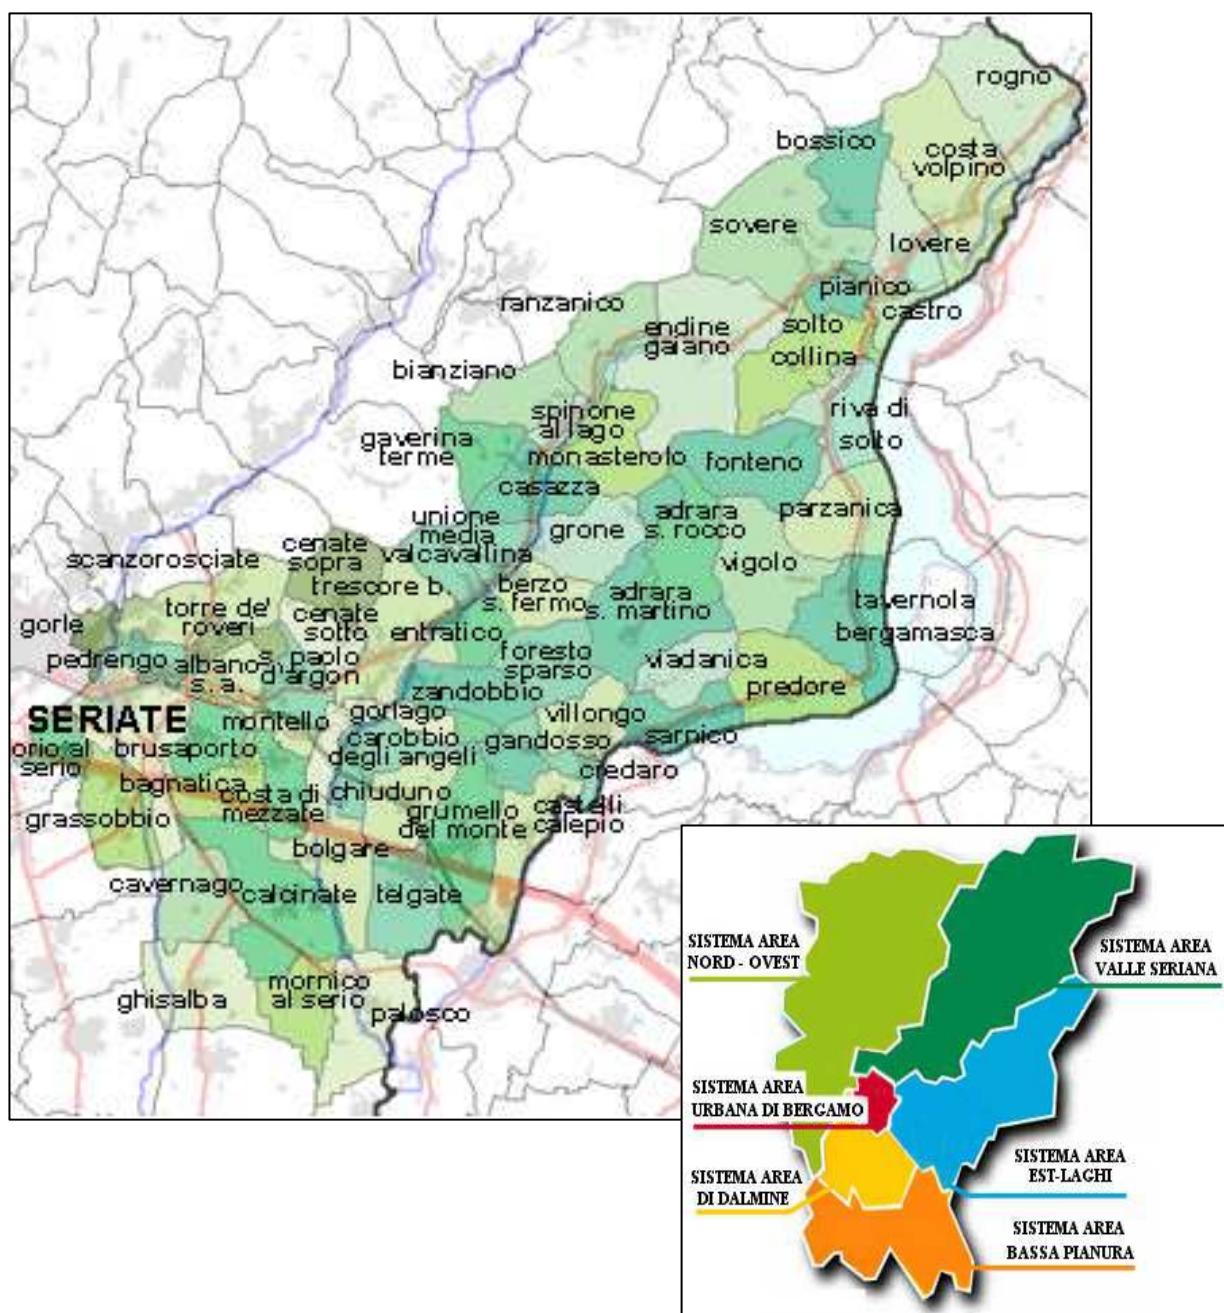 rogno
bossico
costa
volpino
sovere
lovere
pianico
castro
ranzanico
solto
collina
endine
gaiano
bianziano
spinone
al lago
riva di
solto
gaverina
terme
monasterolo
fonteno
casazza
unione
media
valcavallina
adrara
s. rocco
parzanica
grone
cenate
sopra
scanzorosciate
vigolo
trescore b.
berzo
s. fermo
adrara
s. martino
tavernola
bergamasca
torre de'
roveri
cenate
sotto
gorle
entratico
foresto
sparso
viadanica
pedrengo
albano
s. a.
s. paolo
d'argon
zandobbio
predore
SERIATE
montello
gorlago
villongo
carobbio
degli angeli
gandosso
sarnico
orio al
serio
brusaporto
credaro
bagnatica
costa di
mezzate
chiuduno
grumello
del monte
castelli
calepio
grassobbio
bolgare
cavernago
calcinate
telgate
mornico
al serio
ghisalba
palosco
SISTEMA AREA
NORD - OVEST
SISTEMA AREA
VALLE SERIANA
SISTEMA AREA
URBANA DI BERGAMO
SISTEMA AREA
EST-LAGHI
SISTEMA AREA
DI DALMINE
SISTEMA AREA
BASSA PIANURA